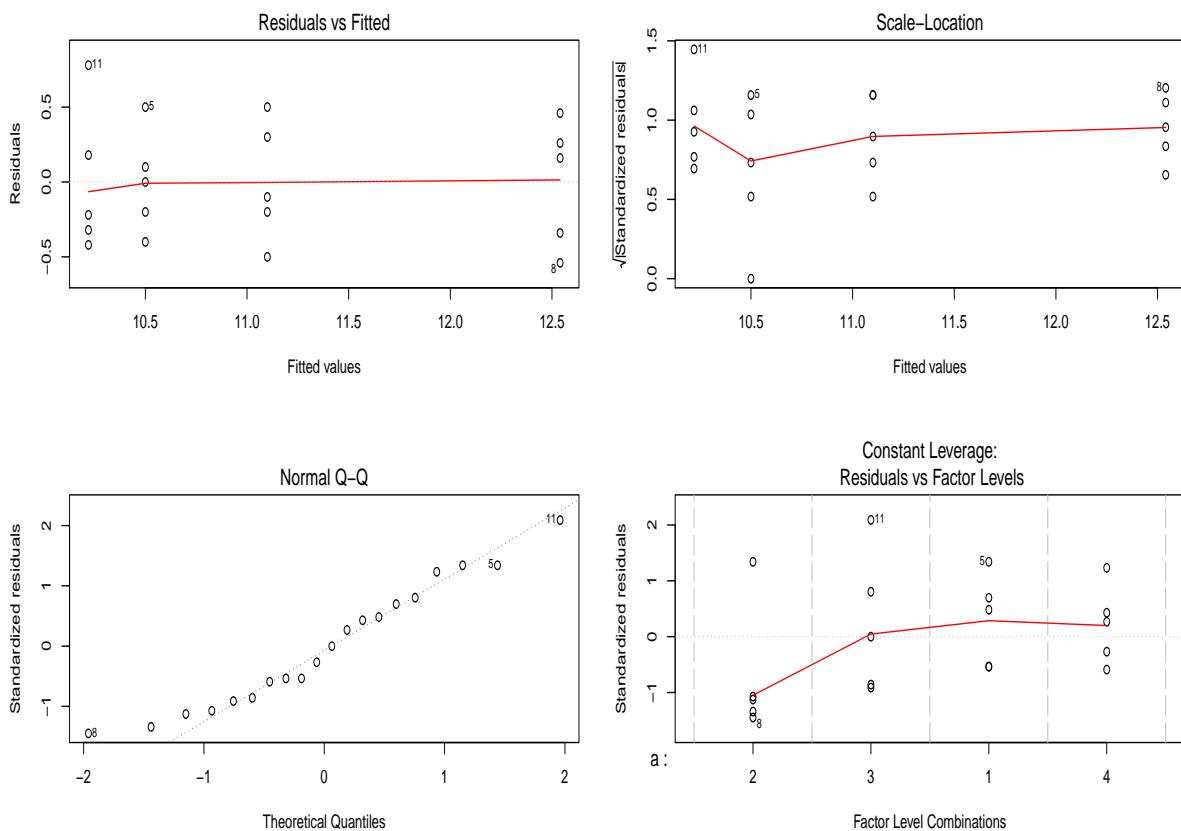 Residuals vs Fitted
Residuals
0.5
0.0
−0.5
11
5
8
10.5 11.0 11.5 12.0 12.5
Fitted values
Scale−Location
√|Standardized residuals|
1.5
1.0
0.5
0.0
11
5
8
10.5 11.0 11.5 12.0 12.5
Fitted values
Normal Q−Q
Standardized residuals
2
1
0
−1
11
5
8
−2 −1 0 1 2
Theoretical Quantiles
Constant Leverage:
Residuals vs Factor Levels
Standardized residuals
2
1
0
−1
11
5
8
a :
2 3 1 4
Factor Level Combinations